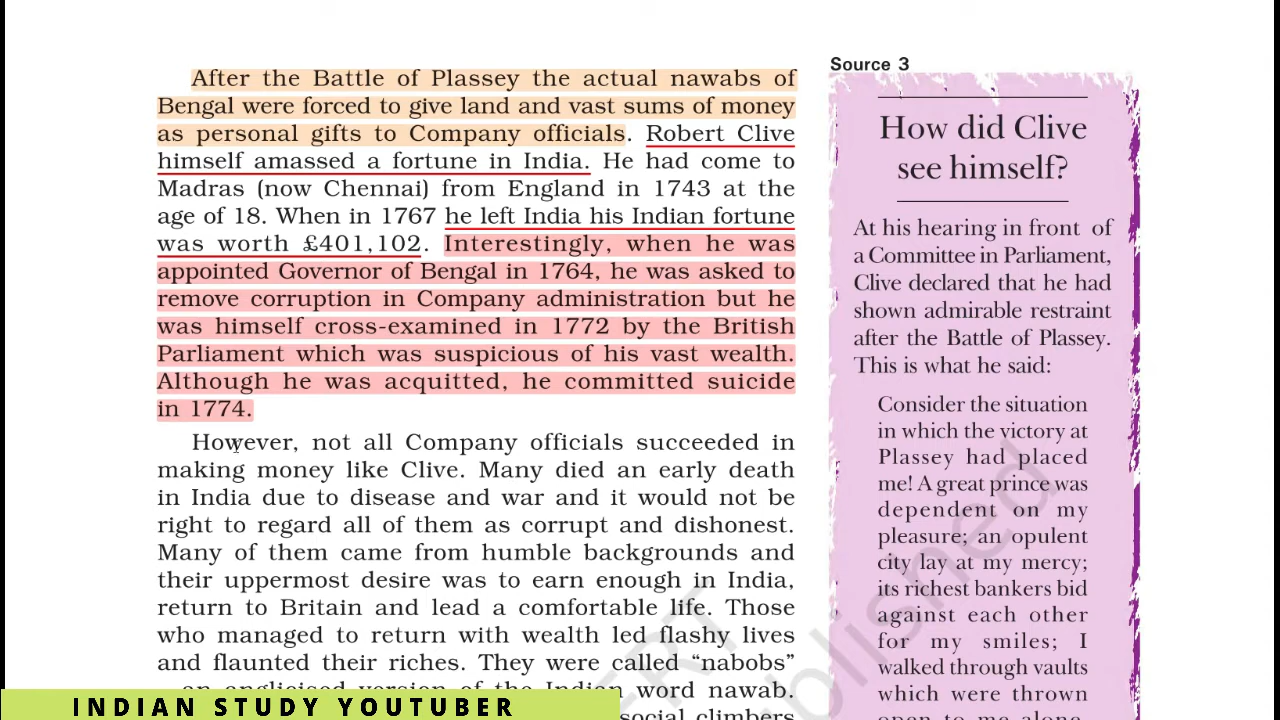 After the Battle of Plassey the actual nawabs of
Bengal were forced to give land and vast sums of money
as personal gifts to Company officials. Robert Clive
himself amassed a fortune in India. He had come to
Madras (now Chennai) from England in 1743 at the
age of 18. When in 1767 he left India his Indian fortune
was worth £401,102. Interestingly, when he was
appointed Governor of Bengal in 1764, he was asked to
remove corruption in Company administration but he
was himself cross-examined in 1772 by the British
Parliament which was suspicious of his vast wealth.
Although he was acquitted, he committed suicide
in 1774.
However, not all Company officials succeeded in
making money like Clive. Many died an early death
in India due to disease and war and it would not be
right to regard all of them as corrupt and dishonest.
Many of them came from humble backgrounds and
their uppermost desire was to earn enough in India,
return to Britain and lead a comfortable life. Those
who managed to return with wealth led flashy lives
and flaunted their riches. They were called “nabobs”
– an anglicised version of the Indian word nawab.
social climbers
Source 3
How did Clive
see himself?
At his hearing in front of
a Committee in Parliament,
Clive declared that he had
shown admirable restraint
after the Battle of Plassey.
This is what he said:
Consider the situation
in which the victory at
Plassey had placed
me! A great prince was
dependent on my
pleasure; an opulent
city lay at my mercy;
its richest bankers bid
against each other
for my smiles; I
walked through vaults
which were thrown
open to me alone,
INDIAN STUDY YOUTUBER